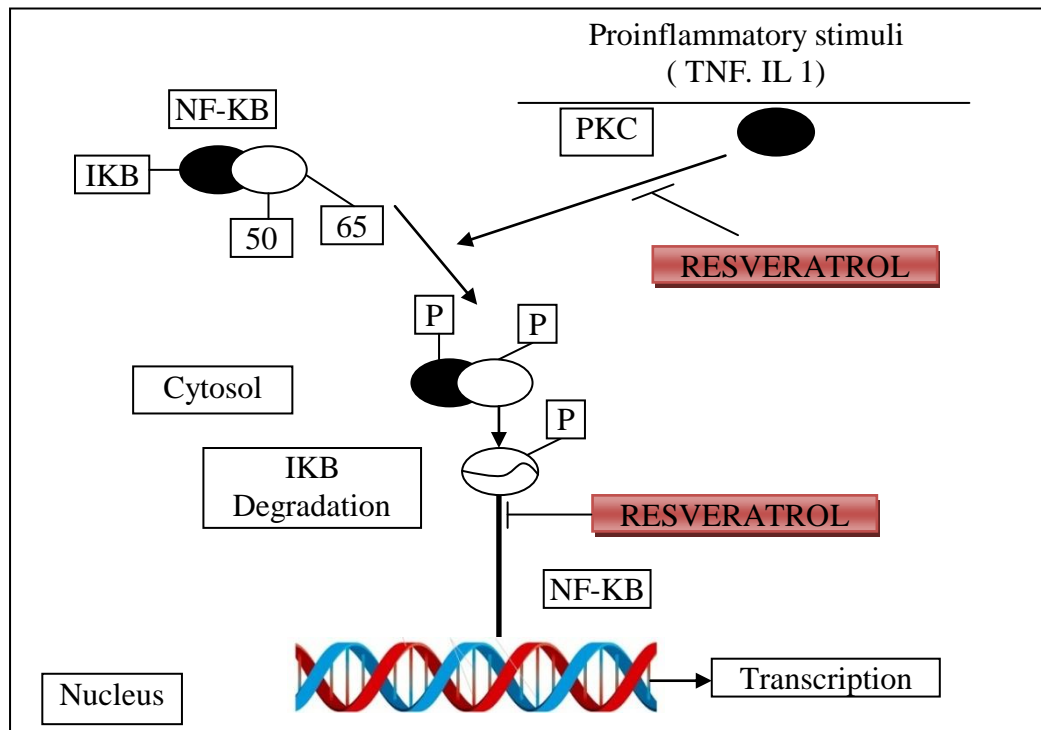 Proinflammatory stimuli
( TNF. IL 1)
NF-KB
PKC
IKB
50
65
RESVERATROL
P
P
Cytosol
P
IKB
Degradation
RESVERATROL
NF-KB
Nucleus
Transcription